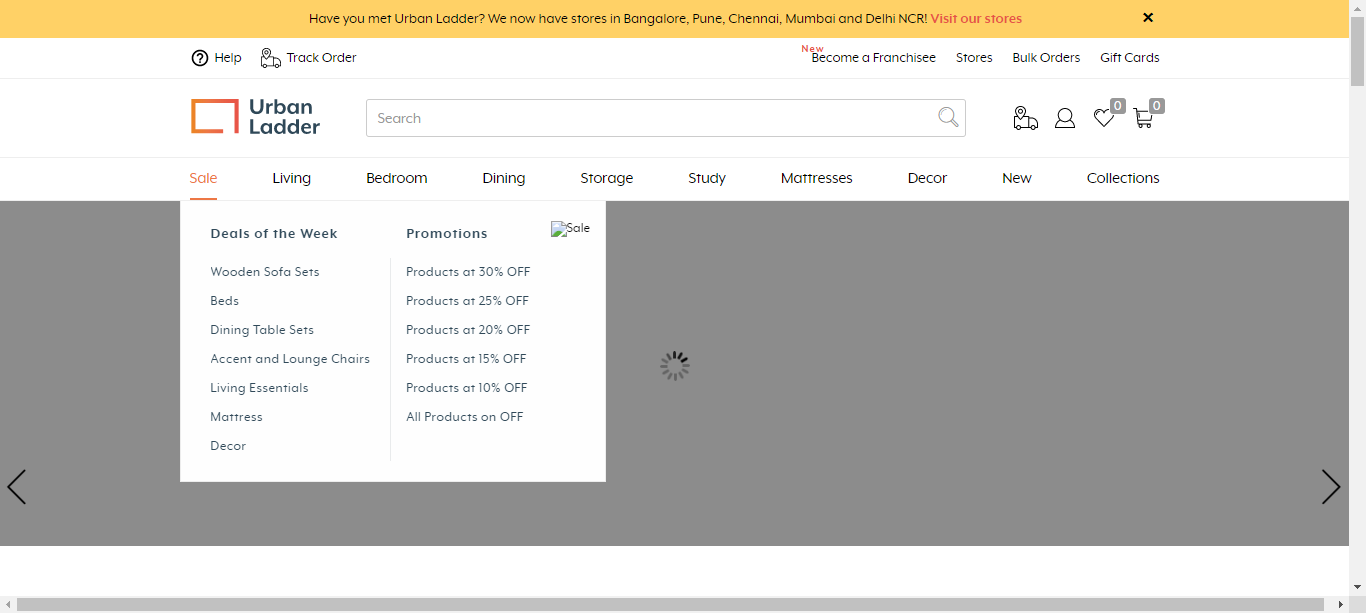 Have you met Urban Ladder? We now have stores in Bangalore, Pune, Chennai, Mumbai and Delhi NCR! Visit our stores
Help
Track Order
New
Become a Franchisee
Stores
Bulk Orders
Gift Cards
Urban
Ladder
Search
0
0
Sale
Living
Bedroom
Dining
Storage
Study
Mattresses
Decor
New
Collections
Deals of the Week
Wooden Sofa Sets
Beds
Dining Table Sets
Accent and Lounge Chairs
Living Essentials
Mattress
Decor
Promotions
Products at 30% OFF
Products at 25% OFF
Products at 20% OFF
Products at 15% OFF
Products at 10% OFF
All Products on OFF
Sale